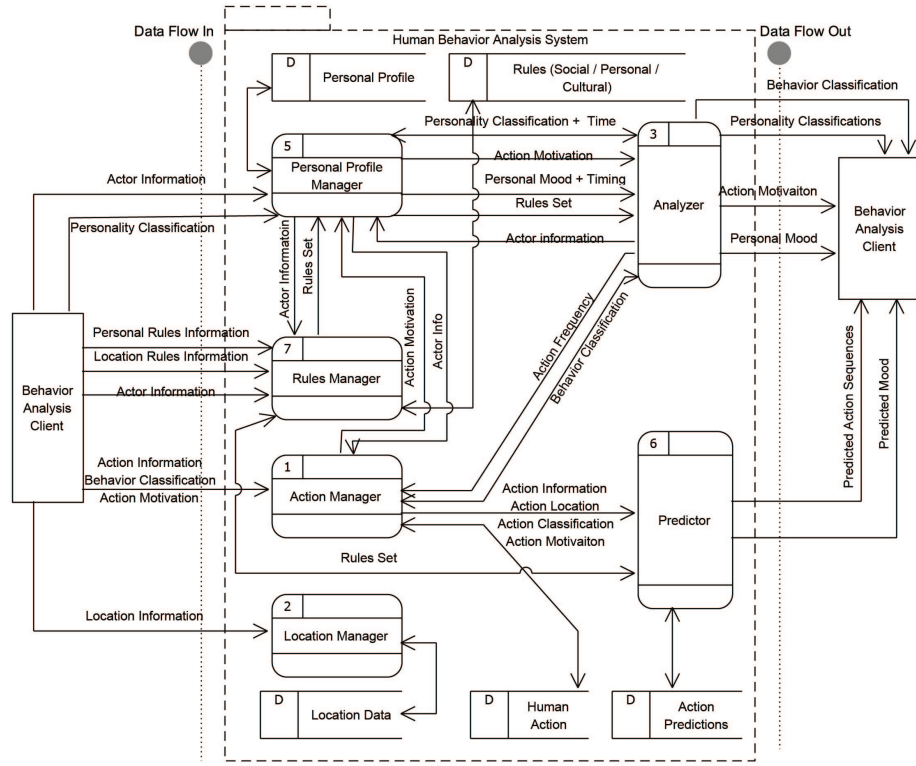 Data Flow In
Data Flow Out
Human Behavior Analysis System
D
Personal Profile
D
Rules (Social / Personal /
Cultural)
Behavior Classification
Personality Classification + Time
Personality Classifications
5
Personal Profile
Manager
3
Analyzer
Action Motivation
Personal Mood + Timing
Rules Set
Actor information
Actor Information
Personality Classification
Action Motivaiton
Personal Mood
Behavior
Analysis
Client
Actor Informatoin
Rules Set
Action Motivation
Actor Info
Action Frequency
Behavior Classification
Predicted Action Sequences
Predicted Mood
Personal Rules Information
Location Rules Information
Actor Information
7
Rules Manager
Behavior
Analysis
Client
Action Information
Behavior Classification
Action Motivation
1
Action Manager
Action Information
Action Location
Action Classification
Action Motivaiton
6
Predictor
Rules Set
Location Information
2
Location Manager
D
Location Data
D
Human
Action
D
Action
Predictions